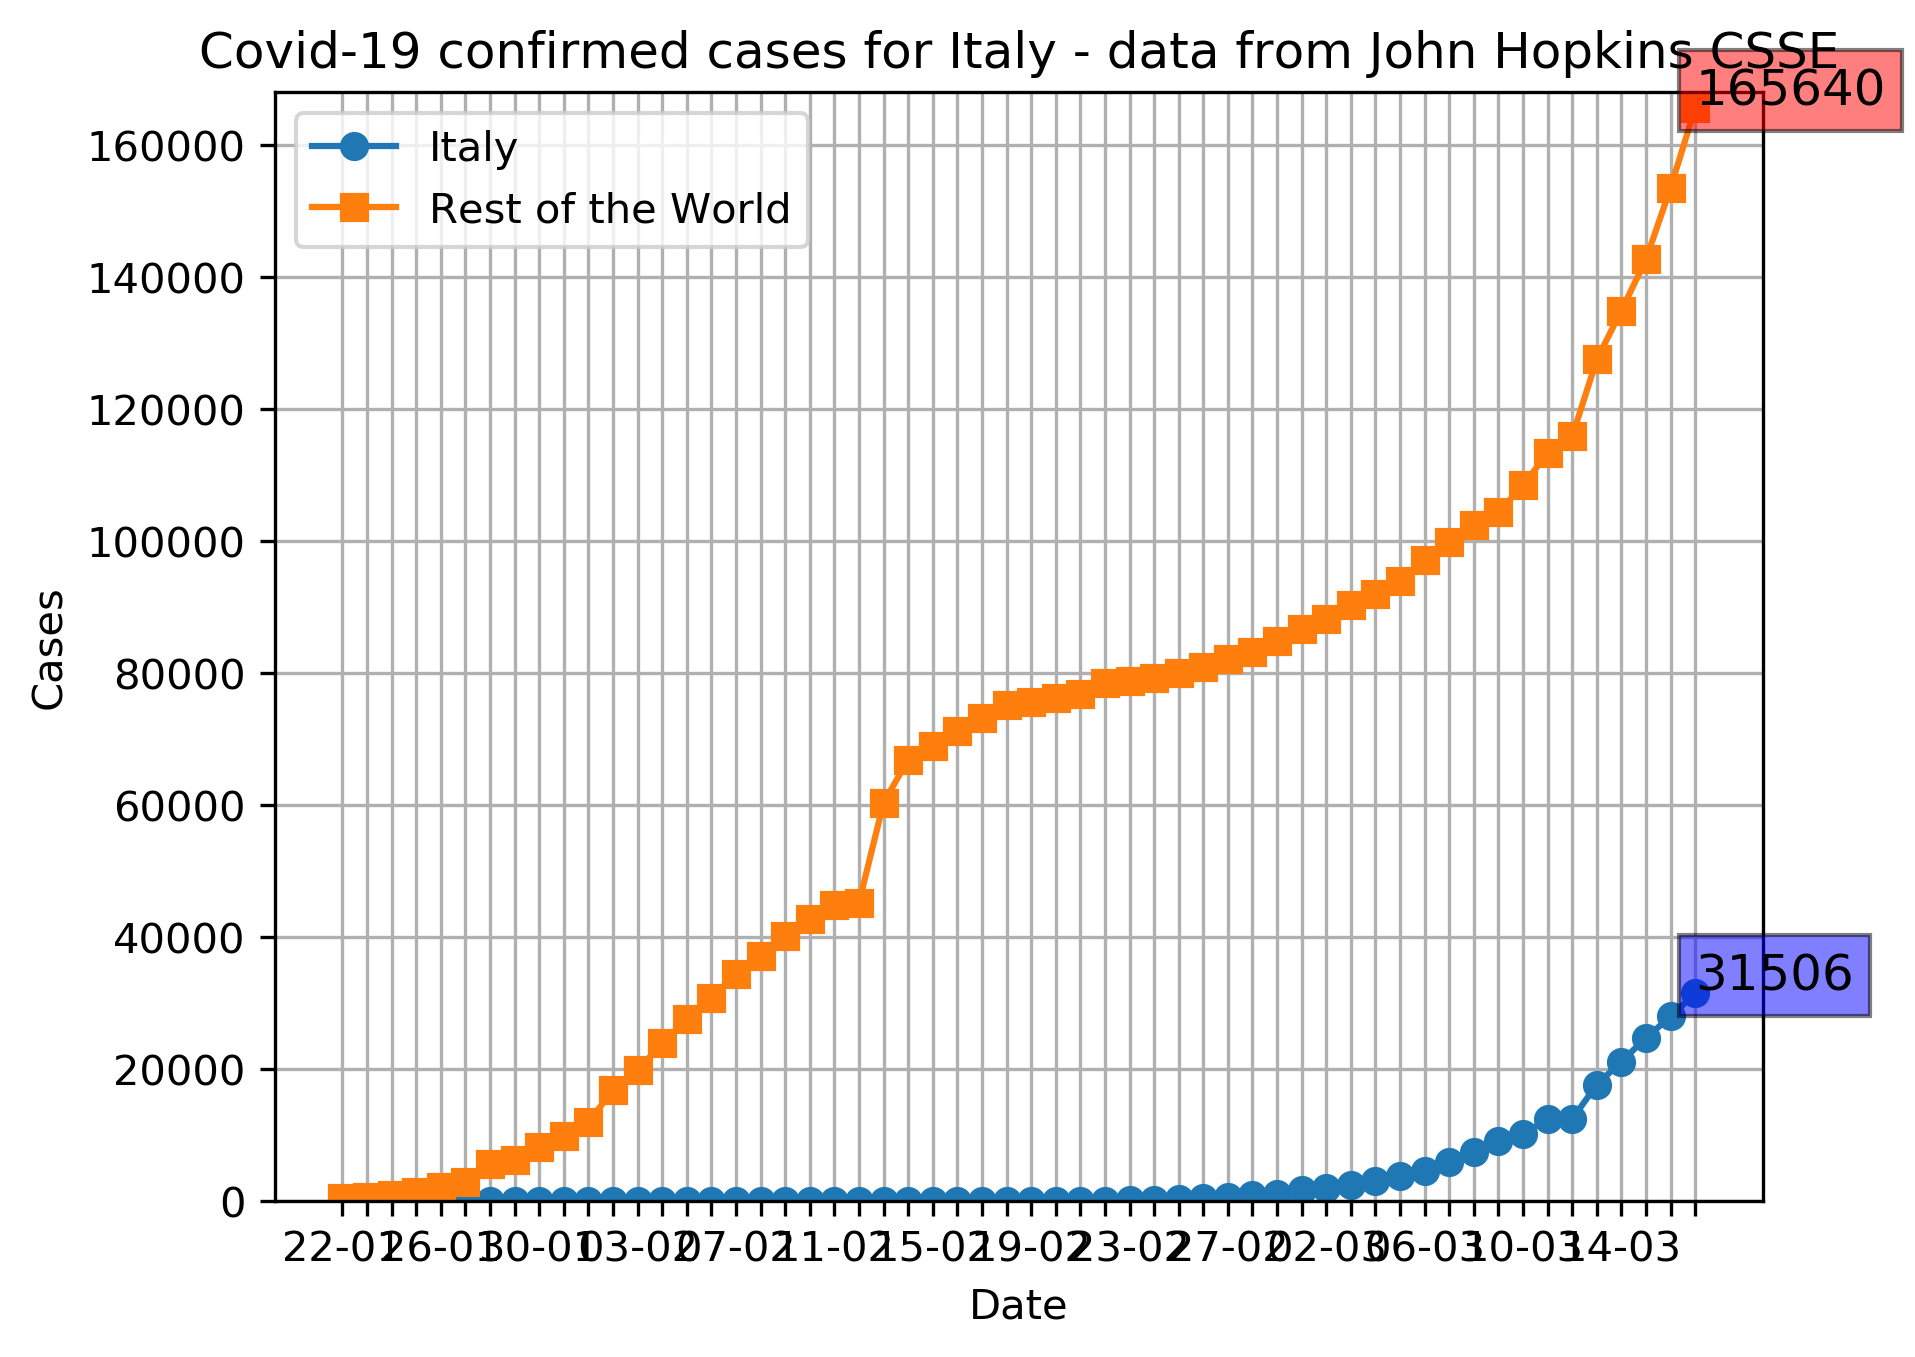 Covid-19 confirmed cases for Italy - data from John Hopkins CSSE
165640
Italy
Rest of the World
160000
140000
120000
100000
80000
60000
40000
20000
0
Cases
31506
22-01 26-01 30-01 03-02 07-02 11-02 15-02 19-02 23-02 27-02 02-03 06-03 10-03 14-03
Date